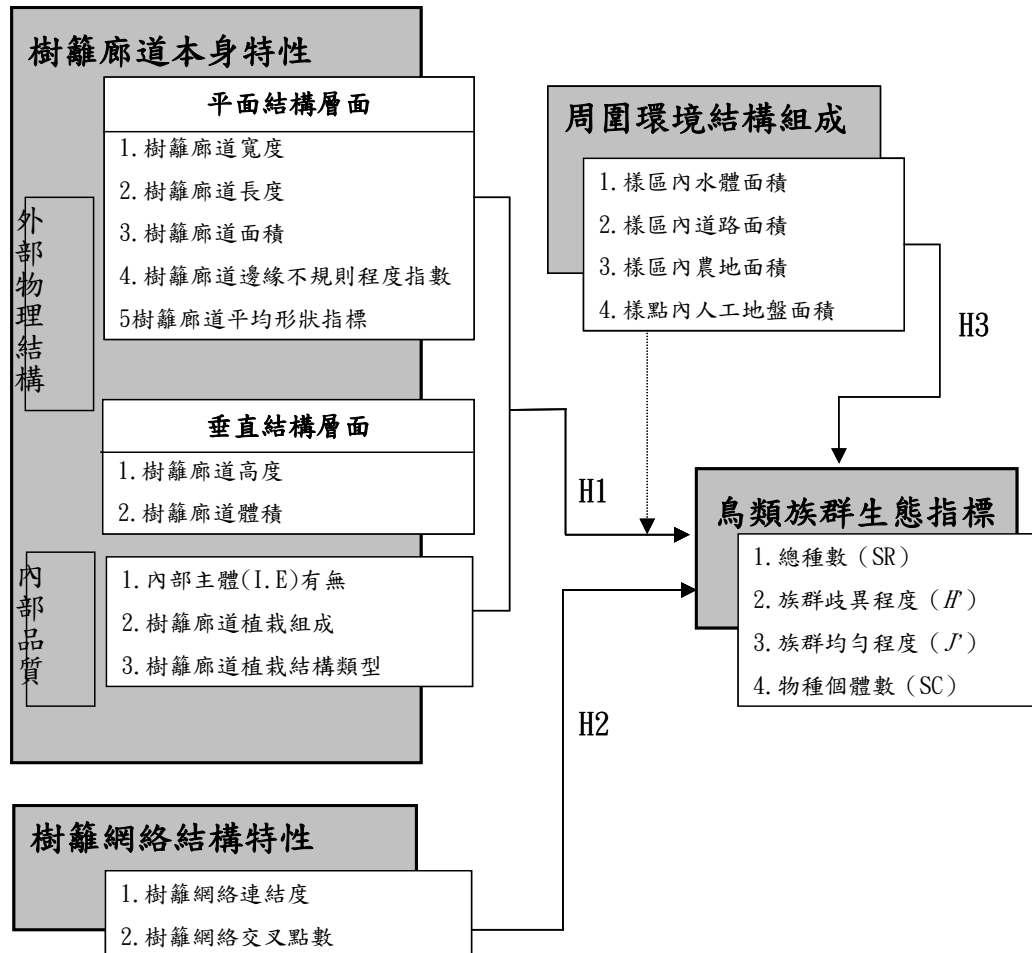 樹籬廊道本身特性
平面結構層面
1.樹籬廊道寬度
2.樹籬廊道長度
3.樹籬廊道面積
4.樹籬廊道邊緣不規則程度指數
5樹籬廊道平均形狀指標
外部物理結構
垂直結構層面
1.樹籬廊道高度
2.樹籬廊道體積
內部品質
1.內部主體(I.E)有無
2.樹籬廊道植栽組成
3.樹籬廊道植栽結構類型
樹籬網絡結構特性
1.樹籬網絡連結度
2.樹籬網絡交叉點數
周圍環境結構組成
1.樣區內水體面積
2.樣區內道路面積
3.樣區內農地面積
4.樣點內人工地盤面積
H1
H2
H3
鳥類族群生態指標
1.總種數（SR）
2.族群歧異程度（H'）
3.族群均勻程度（J'）
4.物種個體數（SC）